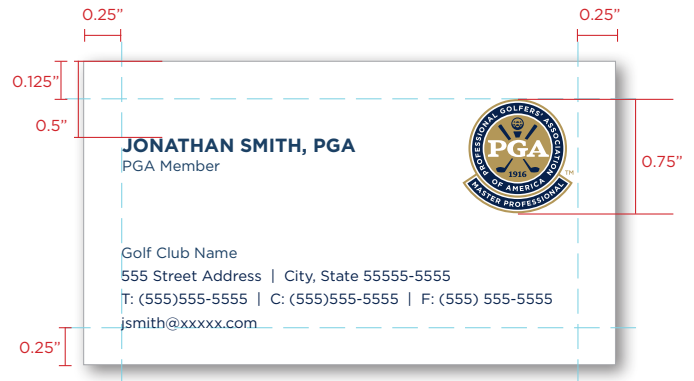 0.25”
0.25”
0.125”
0.5”
JONATHAN SMITH, PGA
PGA Member
PROFESSIONAL GOLFERS' ASSOCIATION
PGA
1916
OF AMERICA
MASTER PROFESSIONAL
TM
0.75”
Golf Club Name
555 Street Address | City, State 55555-5555
T: (555)555-5555 | C: (555)555-5555 | F: (555) 555-5555
jsmith@xxxxx.com
0.25”